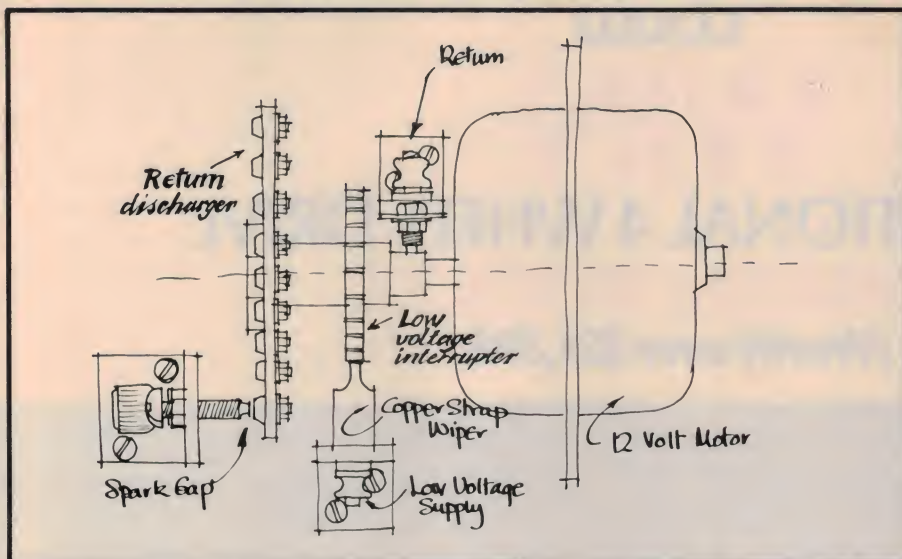 Return
Return
discharger
Low
voltage
interrupter
Copper Strap
Wiper
12 Volt Motor
Spark Gap
Low Voltage
Supply